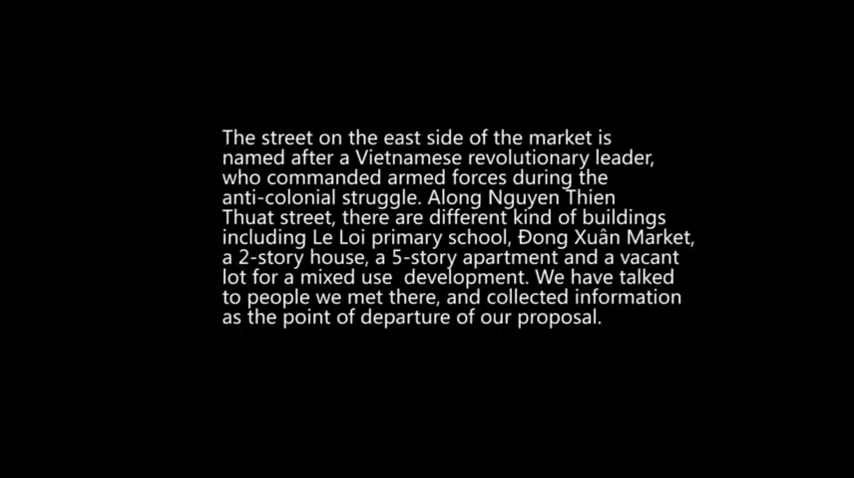 The street on the east side of the market is
named after a Vietnamese revolutionary leader,
who commanded armed forces during the
anti-colonial struggle. Along Nguyen Thien
Thuat street, there are different kind of buildings
including Le Loi primary school, Đong Xuân Market,
a 2-story house, a 5-story apartment and a vacant
lot for a mixed use  development. We have talked
to people we met there, and collected information
as the point of departure of our proposal.